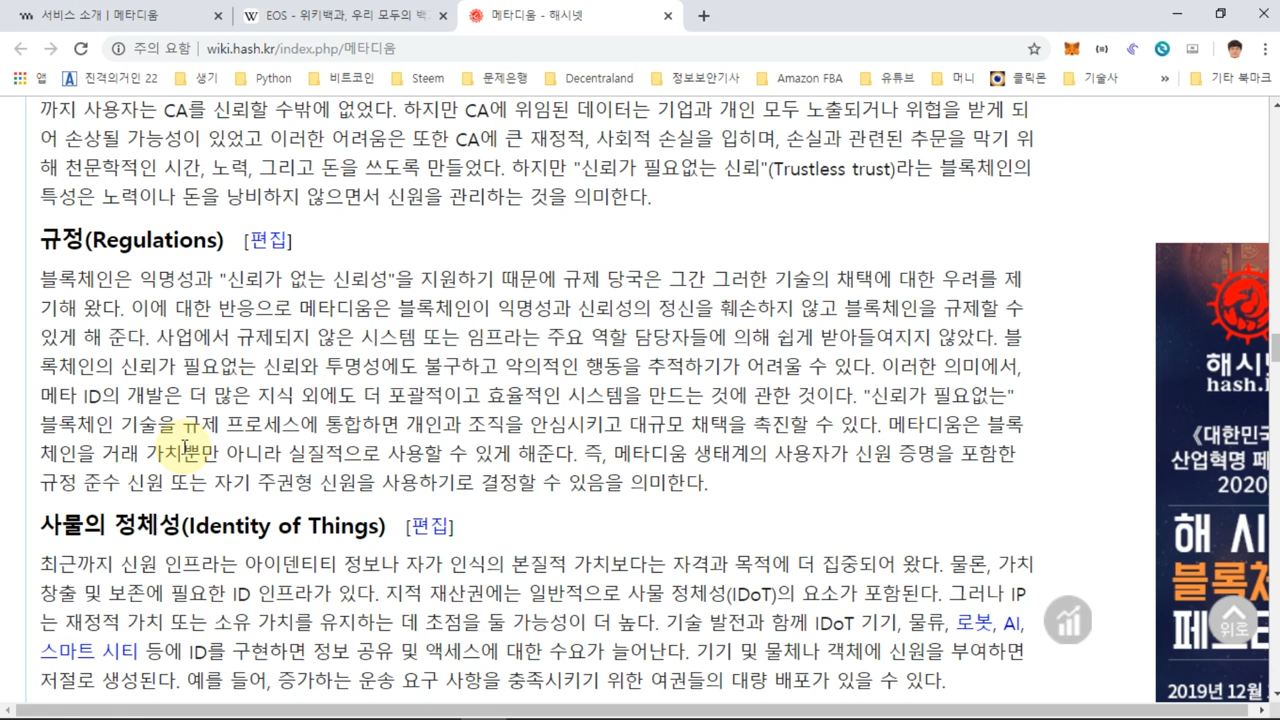 서비스 소개 | 메타디움
EOS - 위키백과, 우리 모두의 백
메타디움 - 해시넷
주의 요함
wiki.hash.kr/index.php/메타디움
앱
진격의거인 22
생기
Python
비트코인
Steem
문제은행
Decentraland
정보보안기사
Amazon FBA
유튜브
머니
클릭몬
기술사
»
기타 북마크
까지 사용자는 CA를 신뢰할 수밖에 없었다. 하지만 CA에 위임된 데이터는 기업과 개인 모두 노출되거나 위협을 받게 되
어 손상될 가능성이 있었고 이러한 어려움은 또한 CA에 큰 재정적, 사회적 손실을 입히며, 손실과 관련된 추문을 막기 위
해 천문학적인 시간, 노력, 그리고 돈을 쓰도록 만들었다. 하지만 "신뢰가 필요없는 신뢰"(Trustless trust)라는 블록체인의
특성은 노력이나 돈을 낭비하지 않으면서 신원을 관리하는 것을 의미한다.
규정(Regulations) [편집]
블록체인은 익명성과 "신뢰가 없는 신뢰성"을 지원하기 때문에 규제 당국은 그간 그러한 기술의 채택에 대한 우려를 제
기해 왔다. 이에 대한 반응으로 메타디움은 블록체인이 익명성과 신뢰성의 정신을 훼손하지 않고 블록체인을 규제할 수
있게 해 준다. 사업에서 규제되지 않은 시스템 또는 임프라는 주요 역할 담당자들에 의해 쉽게 받아들여지지 않았다. 블
록체인의 신뢰가 필요없는 신뢰와 투명성에도 불구하고 악의적인 행동을 추적하기가 어려울 수 있다. 이러한 의미에서,
메타 ID의 개발은 더 많은 지식 외에도 더 포괄적이고 효율적인 시스템을 만드는 것에 관한 것이다. "신뢰가 필요없는"
블록체인 기술을 규제 프로세스에 통합하면 개인과 조직을 안심시키고 대규모 채택을 촉진할 수 있다. 메타디움은 블록
체인을 거래 가치뿐만 아니라 실질적으로 사용할 수 있게 해준다. 즉, 메타디움 생태계의 사용자가 신원 증명을 포함한
규정 준수 신원 또는 자기 주권형 신원을 사용하기로 결정할 수 있음을 의미한다.
사물의 정체성(Identity of Things) [편집]
최근까지 신원 인프라는 아이덴티티 정보나 자가 인식의 본질적 가치보다는 자격과 목적에 더 집중되어 왔다. 물론, 가치
창출 및 보존에 필요한 ID 인프라가 있다. 지적 재산권에는 일반적으로 사물 정체성(IDoT)의 요소가 포함된다. 그러나 IP
는 재정적 가치 또는 소유 가치를 유지하는 데 초점을 둘 가능성이 더 높다. 기술 발전과 함께 IDoT 기기, 물류, 로봇, AI,
스마트 시티 등에 ID를 구현하면 정보 공유 및 액세스에 대한 수요가 늘어난다. 기기 및 물체나 객체에 신원을 부여하면
저절로 생성된다. 예를 들어, 증가하는 운송 요구 사항을 충족시키기 위한 여권들의 대량 배포가 있을 수 있다.
해시
hash.
《대한민국
산업혁명 페
2020
해 시
블록체
페
위로
2019년 12월